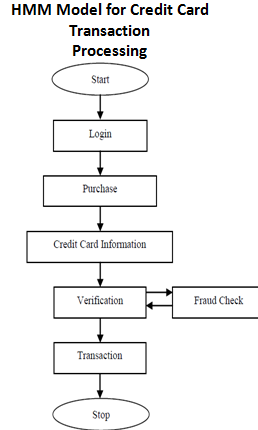 HMM Model for Credit Card
Transaction
Processing
Start
Login
Purchase
Credit Card Information
Verification
Fraud Check
Transaction
Stop